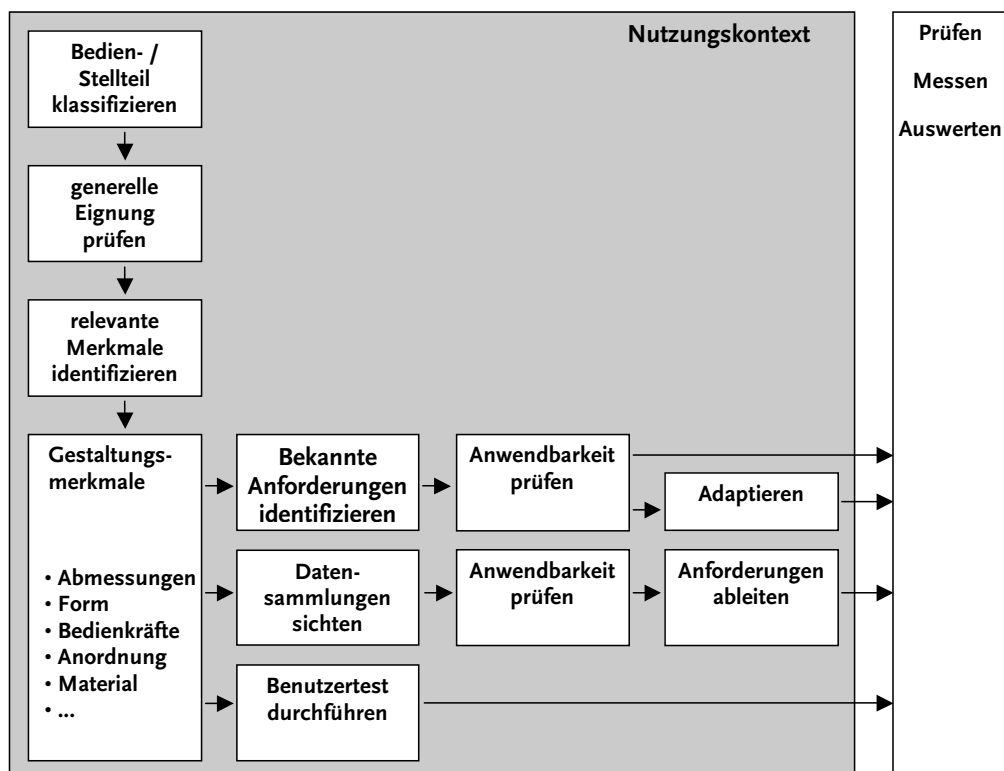 Nutzungskontext
Bedien- /
Stellteil
klassifizieren
generelle
Eignung
prüfen
relevante
Merkmale
identifizieren
Gestaltungs-
merkmale
• Abmessungen
• Form
• Bedienkräfte
• Anordnung
• Material
• ...
Bekannte
Anforderungen
identifizieren
Anwendbarkeit
prüfen
Adaptieren
Daten-
sammlungen
sichten
Anwendbarkeit
prüfen
Anforderungen
ableiten
Benutzertest
durchführen
Prüfen
Messen
Auswerten